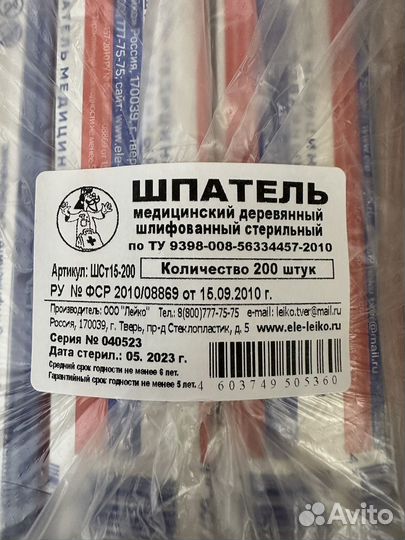 ШПАТЕЛЬ
медицинский деревянный
шлифованный стерильный
по ТУ 9398-008-56334457-2010
Артикул: ШСт15-200
Количество 200 штук
РУ № ФСР 2010/08869 от 15.09.2010 г.
Производитель: ООО "Лейко" Тел.: 8(800)777-75-75 e-mail: leiko.tver@mail.ru
Россия, 170039, г. Тверь, пр-д Стеклопластик, д. 5 www.ele-leiko.ru
Серия № 040523
Дата стерил.: 05. 2023 г.
Средний срок годности не менее 6 лет.
Гарантийный срок годности не менее 5 лет.
4 603749 505360
Avito